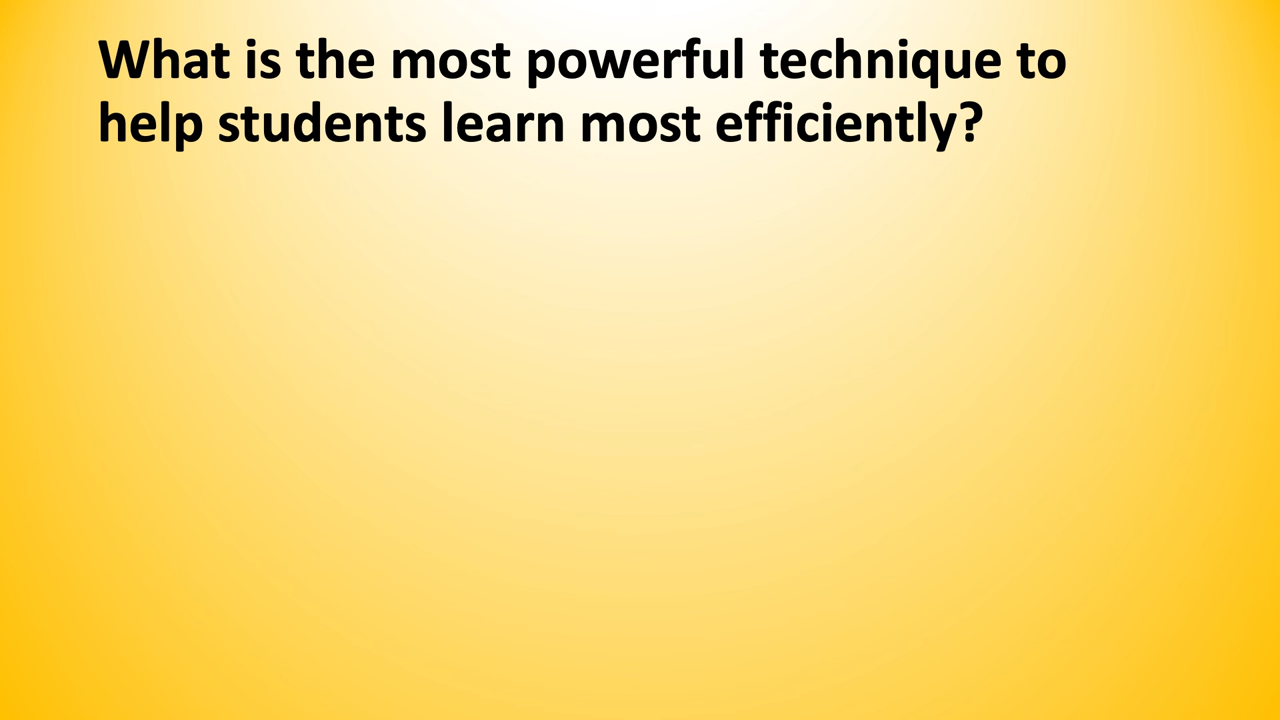 What is the most powerful technique to
help students learn most efficiently?